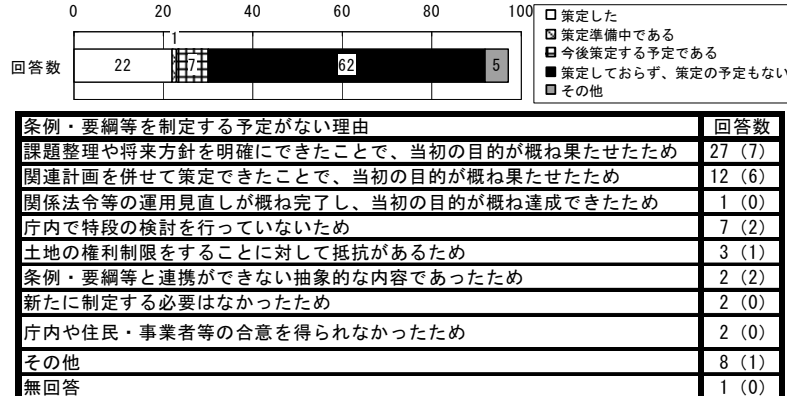 0 20 40 60 80 100
□ 策定した
策定準備中である
今後策定する予定である
■ 策定しておらず、策定の予定もない
その他
1
回答数 22 7 62 5
条例・要綱等を制定する予定がない理由 回答数
課題整理や将来方針を明確にできたことで、当初の目的が概ね果たせたため 27 (7)
関連計画を併せて策定できたことで、当初の目的が概ね果たせたため 12 (6)
関係法令等の運用見直しが概ね完了し、当初の目的が概ね達成できたため 1 (0)
庁内で特段の検討を行っていないため 7 (2)
土地の権利制限をすることに対して抵抗があるため 3 (1)
条例・要綱等と連携ができない抽象的な内容であったため 2 (2)
新たに制定する必要はなかったため 2 (0)
庁内や住民・事業者等の合意を得られなかったため 2 (0)
その他 8 (1)
無回答 1 (0)